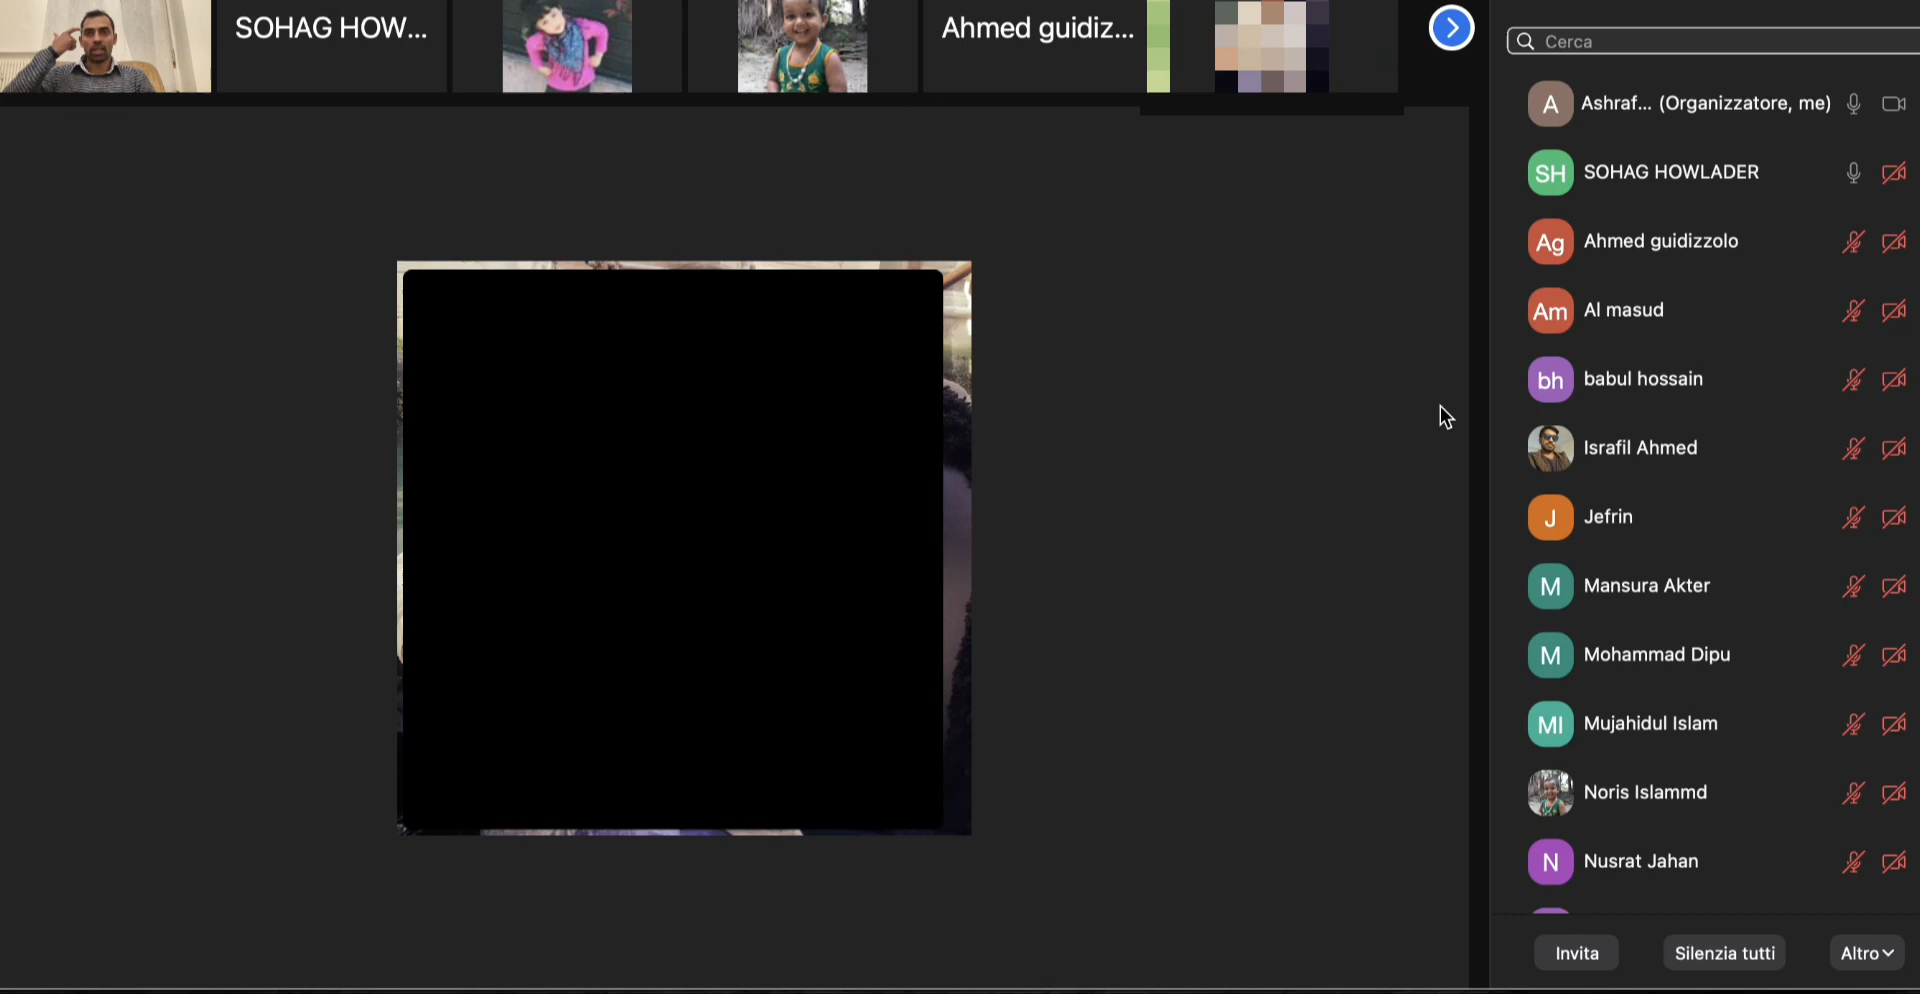 SOHAG HOW...
Ahmed guidiz...
Cerca
A Ashraf... (Organizzatore, me)
SH SOHAG HOWLADER
Ag Ahmed guidizzolo
Am Al masud
bh babul hossain
Israfil Ahmed
J Jefrin
M Mansura Akter
M Mohammad Dipu
MI Mujahidul Islam
Noris Islammd
N Nusrat Jahan
Invita Silenzia tutti Altro